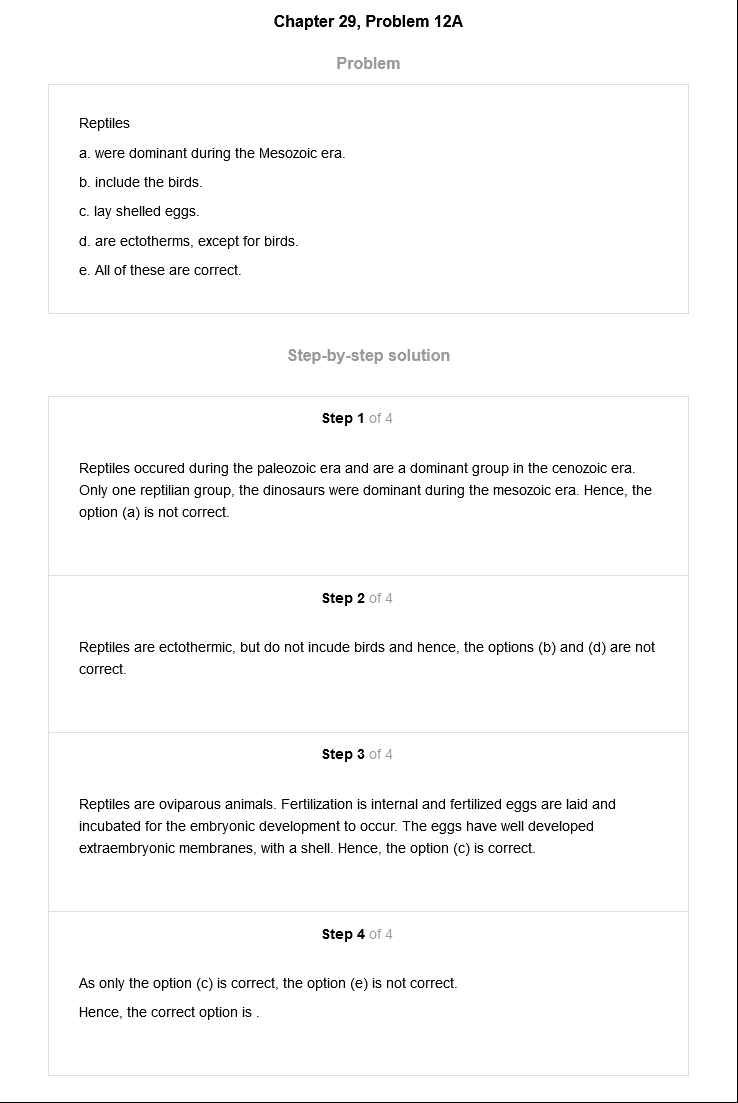 Chapter 29, Problem 12A
Problem
Reptiles
a. were dominant during the Mesozoic era.
b. include the birds.
c. lay shelled eggs.
d. are ectotherms, except for birds.
e. All of these are correct.
Step-by-step solution
Step 1 of 4
Reptiles occured during the paleozoic era and are a dominant group in the cenozoic era.
Only one reptilian group, the dinosaurs were dominant during the mesozoic era. Hence, the
option (a) is not correct.
Step 2 of 4
Reptiles are ectothermic, but do not incude birds and hence, the options (b) and (d) are not
correct.
Step 3 of 4
Reptiles are oviparous animals. Fertilization is internal and fertilized eggs are laid and
incubated for the embryonic development to occur. The eggs have well developed
extraembryonic membranes, with a shell. Hence, the option (c) is correct.
Step 4 of 4
As only the option (c) is correct, the option (e) is not correct.
Hence, the correct option is .